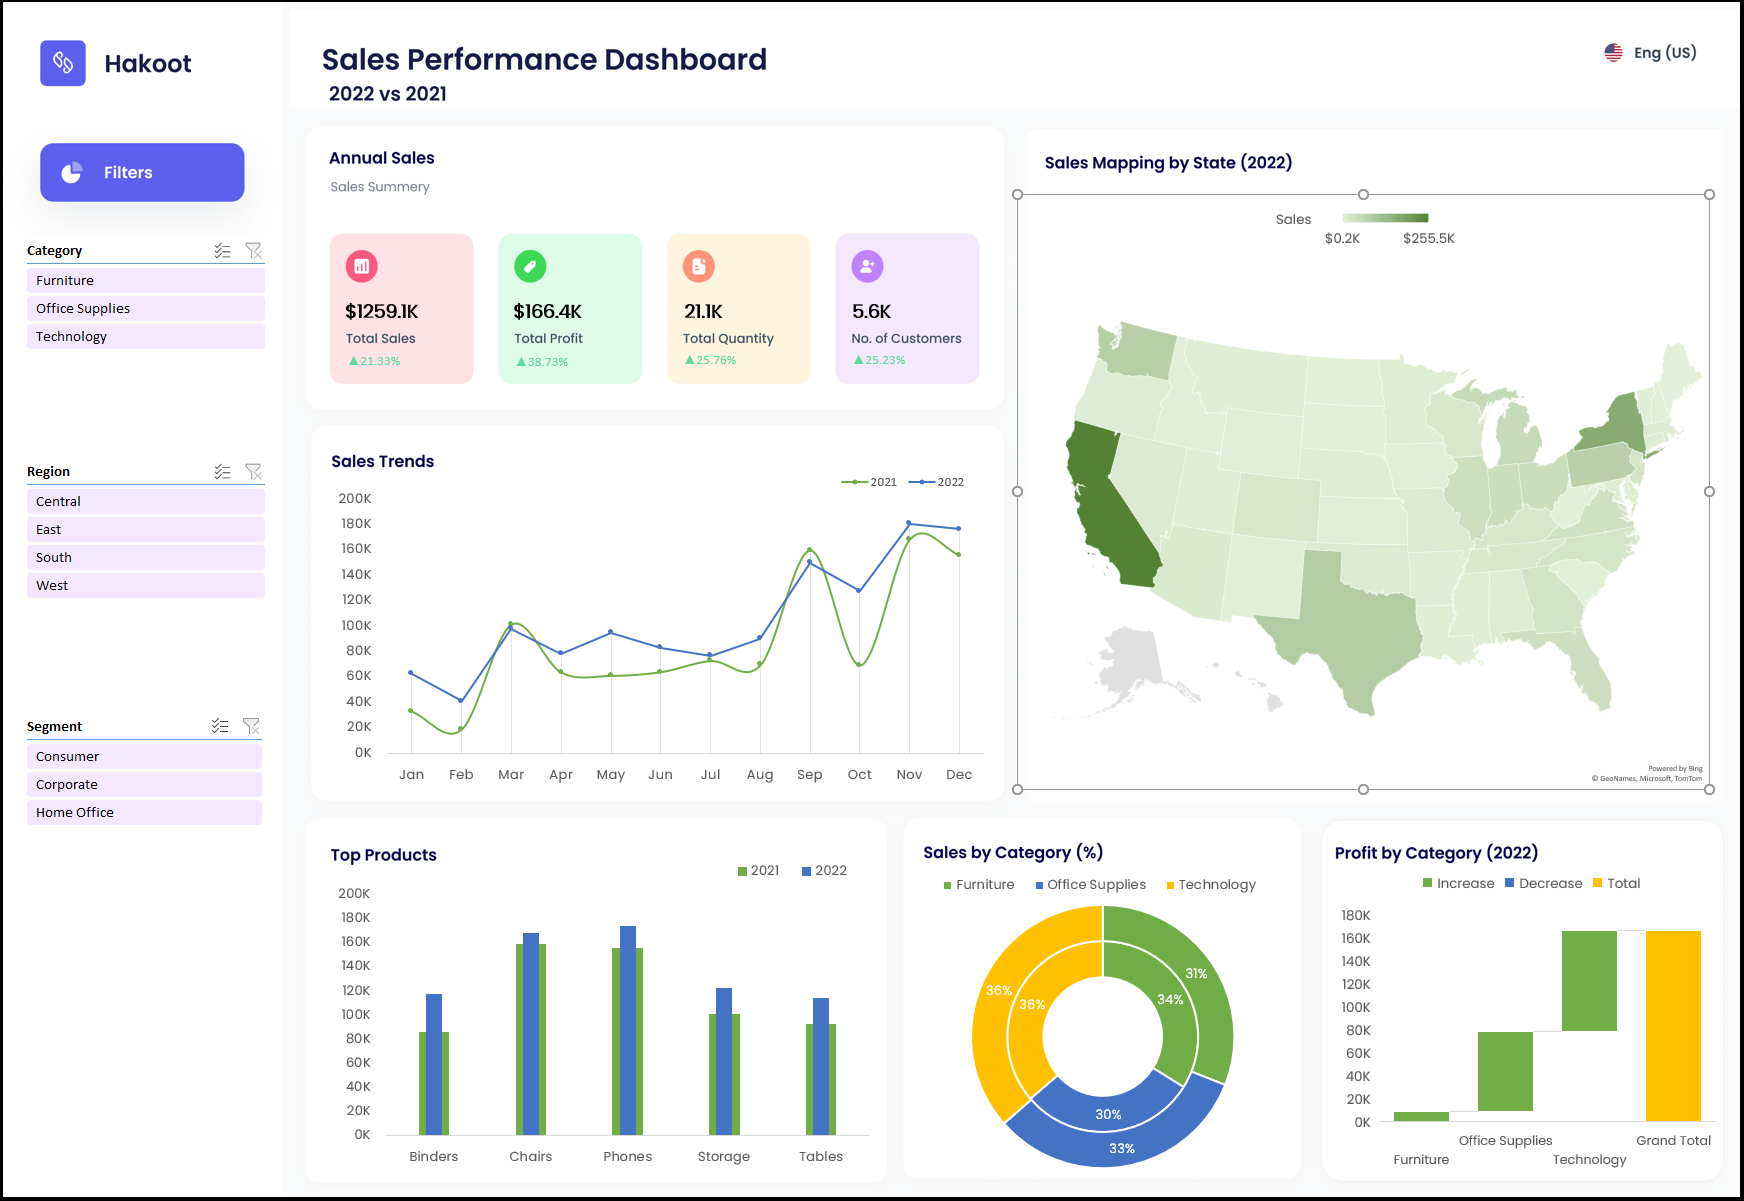 Hakoot
Sales Performance Dashboard
2022 vs 2021
Eng (US)
Filters
Category
Furniture
Office Supplies
Technology
Region
Central
East
South
West
Segment
Consumer
Corporate
Home Office
Annual Sales
Sales Summery
$1259.1K
Total Sales
▲21.33%
$166.4K
Total Profit
▲38.73%
21.1K
Total Quantity
▲25.76%
5.6K
No. of Customers
▲25.23%
Sales Mapping by State (2022)
Sales
$0.2K $255.5K
Powered by Bing
© GeoNames, Microsoft, TomTom
Sales Trends
2021 2022
200K
180K
160K
140K
120K
100K
80K
60K
40K
20K
0K
Jan Feb Mar Apr May Jun Jul Aug Sep Oct Nov Dec
Top Products
2021 2022
200K
180K
160K
140K
120K
100K
80K
60K
40K
20K
0K
Binders Chairs Phones Storage Tables
Sales by Category (%)
Furniture Office Supplies Technology
31%
36%
34%
36%
30%
33%
Profit by Category (2022)
Increase Decrease Total
180K
160K
140K
120K
100K
80K
60K
40K
20K
0K
Office Supplies Grand Total
Furniture Technology